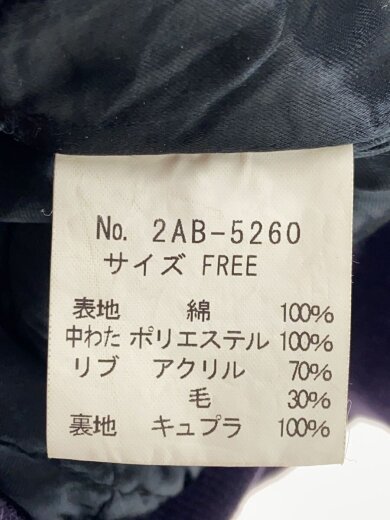 No. 2AB-5260
サイズ FREE
表地 綿 100%
中わた ポリエステル 100%
リブ アクリル 70%
毛 30%
裏地 キュプラ 100%